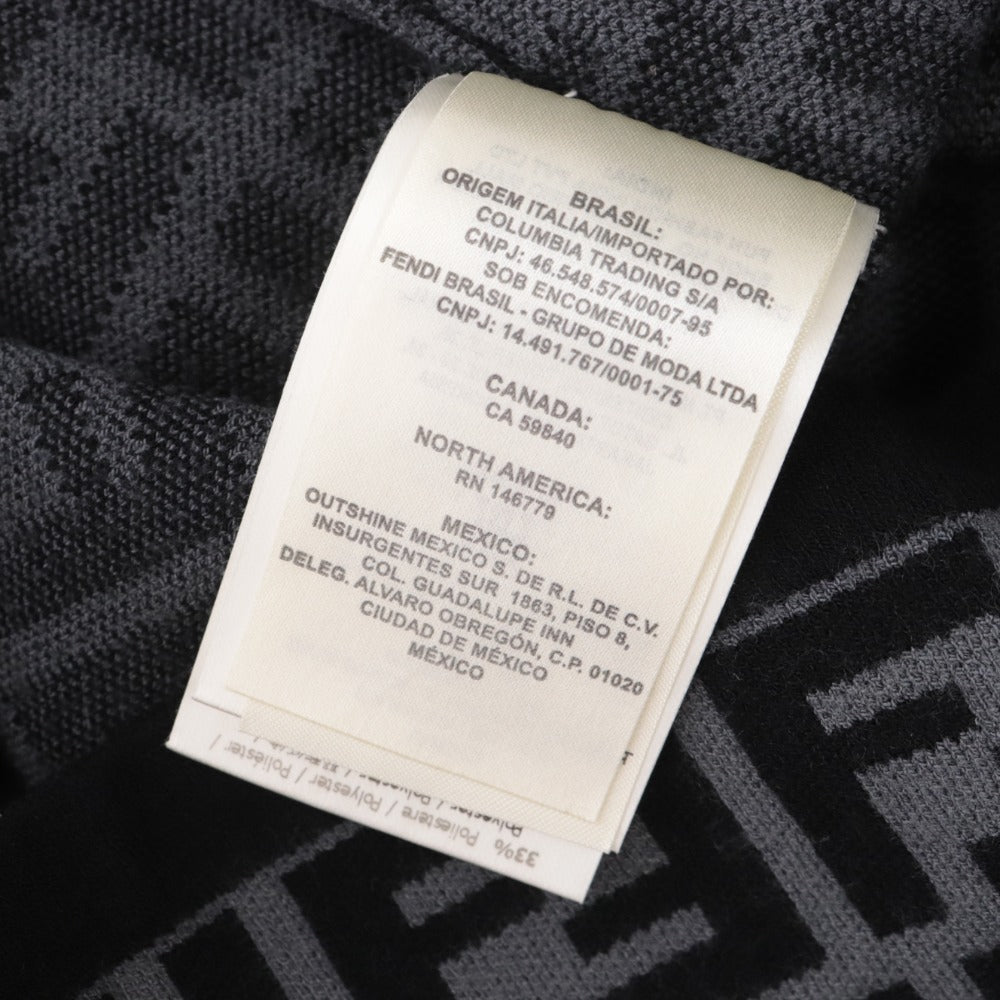 BRASIL:
ORIGEM ITALIA/IMPORTADO POR:
COLUMBIA TRADING S/A
CNPJ: 46.548.574/0007-95
SOB ENCOMENDA:
FENDI BRASIL - GRUPO DE MODA LTDA
CNPJ: 14.491.767/0001-75
CANADA:
CA 59840
NORTH AMERICA:
RN 146779
MEXICO:
OUTSHINE MEXICO S. DE R.L. DE C.V.
INSURGENTES SUR 1863, PISO 8,
COL. GUADALUPE INN
DELEG. ALVARO OBREGÓN, C.P. 01020
CIUDAD DE MÉXICO
MÉXICO
33% Poliestere / Polyester / Poliéster /
Polyester / Polyester